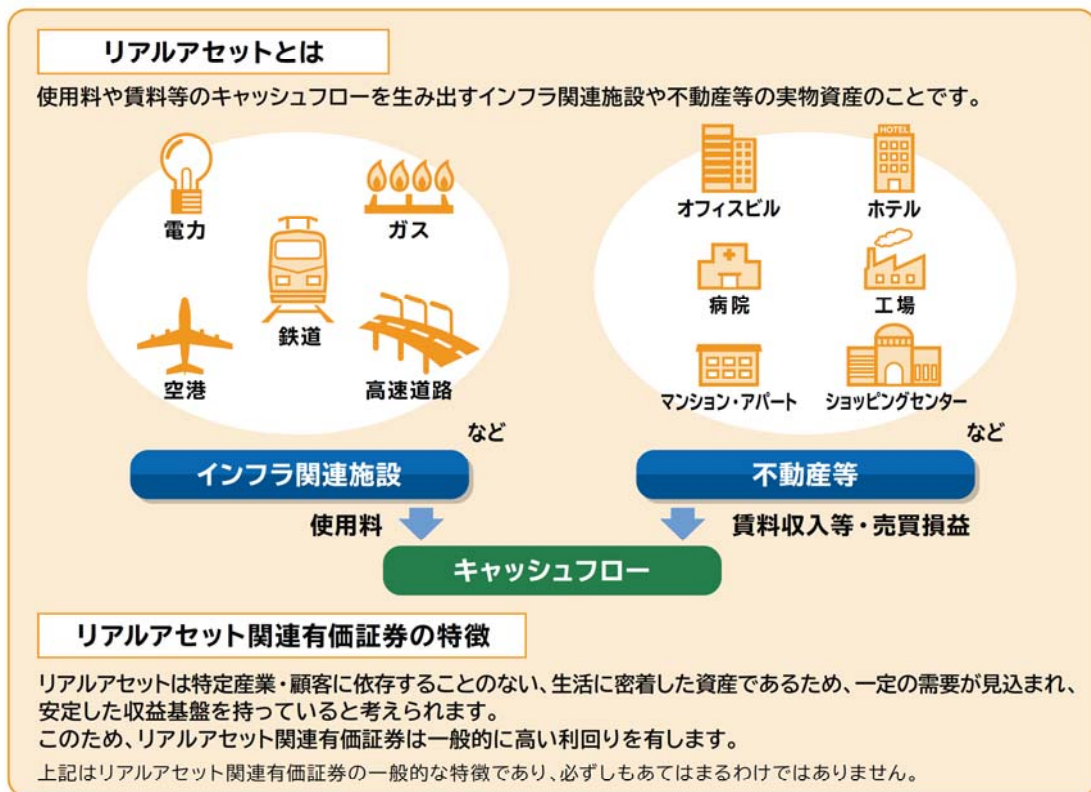 リアルアセットとは
使用料や賃料等のキャッシュフローを生み出すインフラ関連施設や不動産等の実物資産のことです。
電力
ガス
鉄道
空港
高速道路
など
インフラ関連施設
使用料
HOTEL
オフィスビル
ホテル
病院
工場
マンション・アパート
ショッピングセンター
など
不動産等
賃料収入等・売買損益
キャッシュフロー
リアルアセット関連有価証券の特徴
リアルアセットは特定産業・顧客に依存することのない、生活に密着した資産であるため、一定の需要が見込まれ、
安定した収益基盤を持っていると考えられます。
このため、リアルアセット関連有価証券は一般的に高い利回りを有します。
上記はリアルアセット関連有価証券の一般的な特徴であり、必ずしもあてはまるわけではありません。